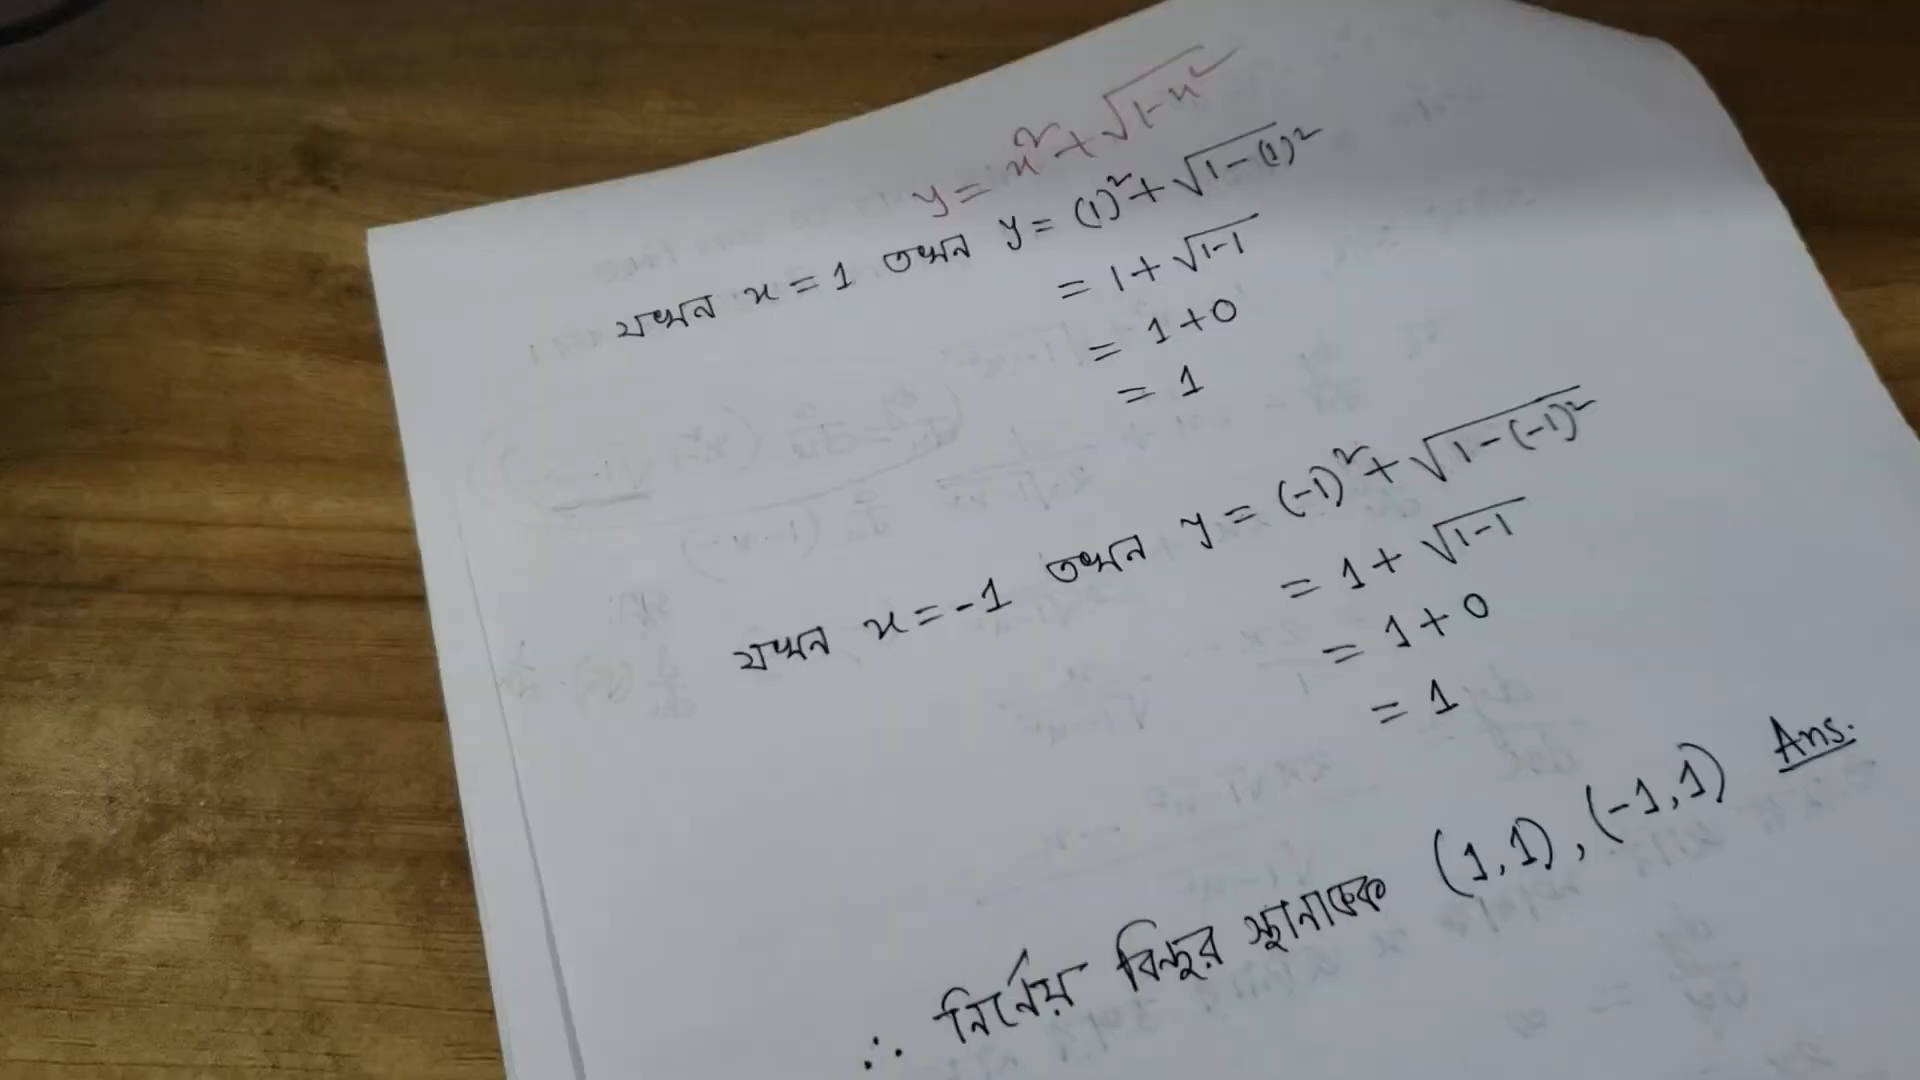 y = x² + √1-x²
যখন x = 1 তখন y = (1)² + √1-(1)²
= 1 + √1-1
= 1 + 0
= 1
যখন x = -1 তখন y = (-1)² + √1-(-1)²
= 1 + √1-1
= 1 + 0
= 1
∴ নির্ণেয় বিন্দুর স্থানাঙ্ক (1,1), (-1,1) Ans.